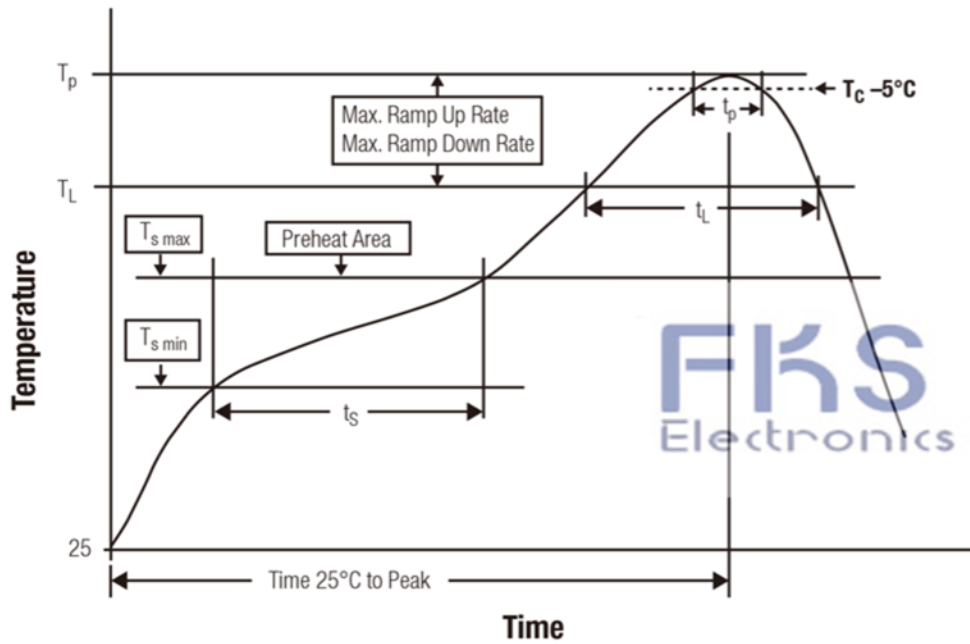 Tp
Tc –5°C
Max. Ramp Up Rate
Max. Ramp Down Rate
tp
TL
tL
Ts max
Preheat Area
Ts min
tS
FKS
Electronics
Temperature
25
Time 25°C to Peak
Time